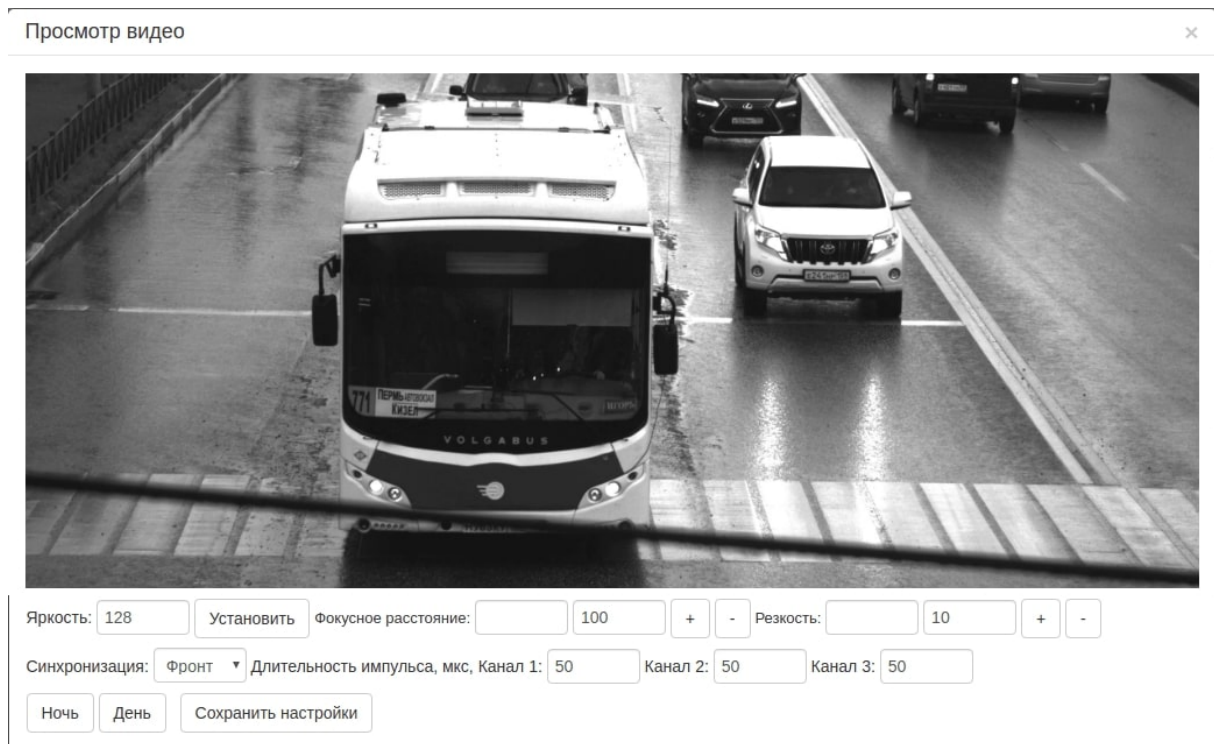 Просмотр видео ×
771 ПЕРМЬ АВТОВОКЗАЛ
КИЗЕЛ
VOLGABUS
Яркость: 128 Установить Фокусное расстояние: 100 + - Резкость: 10 + -
Синхронизация: Фронт Длительность импульса, мкс, Канал 1: 50 Канал 2: 50 Канал 3: 50
Ночь День Сохранить настройки